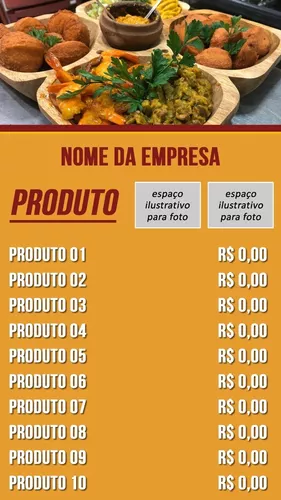 NOME DA EMPRESA
PRODUTO
espaço
ilustrativo
para foto
espaço
ilustrativo
para foto
PRODUTO 01 R$ 0,00
PRODUTO 02 R$ 0,00
PRODUTO 03 R$ 0,00
PRODUTO 04 R$ 0,00
PRODUTO 05 R$ 0,00
PRODUTO 06 R$ 0,00
PRODUTO 07 R$ 0,00
PRODUTO 08 R$ 0,00
PRODUTO 09 R$ 0,00
PRODUTO 10 R$ 0,00